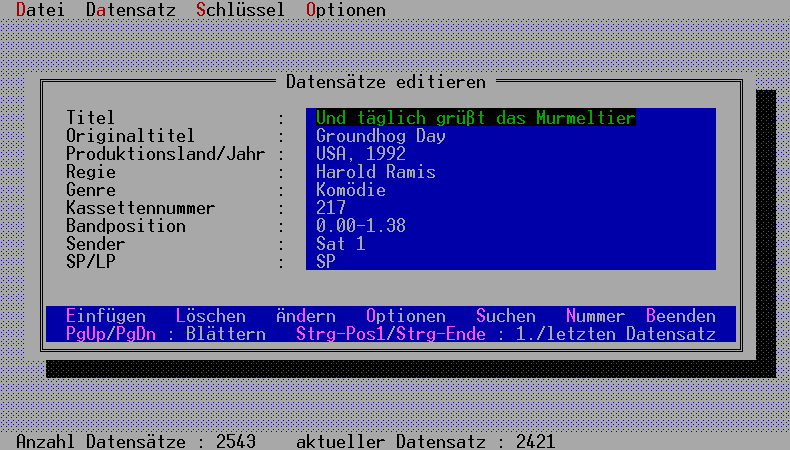 Datei Datensatz Schlüssel Optionen
Datensätze editieren
Titel : Und täglich grüßt das Murmeltier
Originaltitel : Groundhog Day
Produktionsland/Jahr : USA, 1992
Regie : Harold Ramis
Genre : Komödie
Kassettennummer : 217
Bandposition : 0.00-1.38
Sender : Sat 1
SP/LP : SP
Einfügen Löschen Ändern Optionen Suchen Nummer Beenden
PgUp/PgDn : Blättern Strg-Pos1/Strg-Ende : 1./letzten Datensatz
Anzahl Datensätze : 2543 aktueller Datensatz : 2421